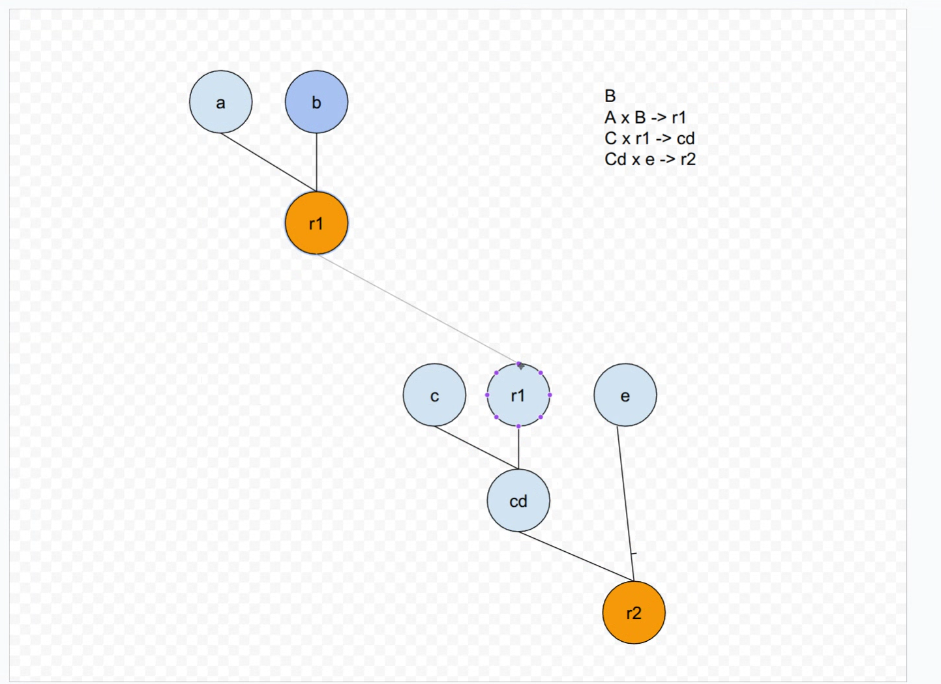 a
b
B
A x B -> r1
C x r1 -> cd
Cd x e -> r2
r1
c
r1
e
cd
r2